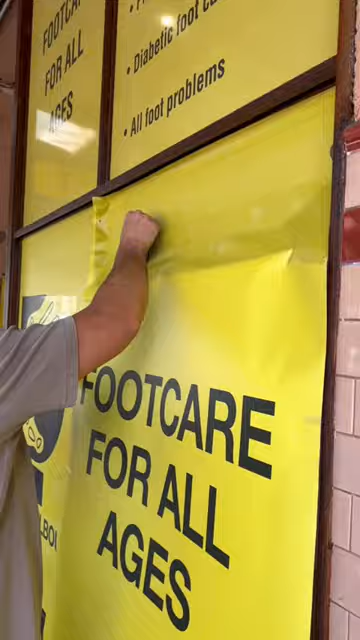 FOOTCARE
FOR ALL
AGES
• Diabetic foot
• All foot problems
FOOTCARE
FOR ALL
AGES